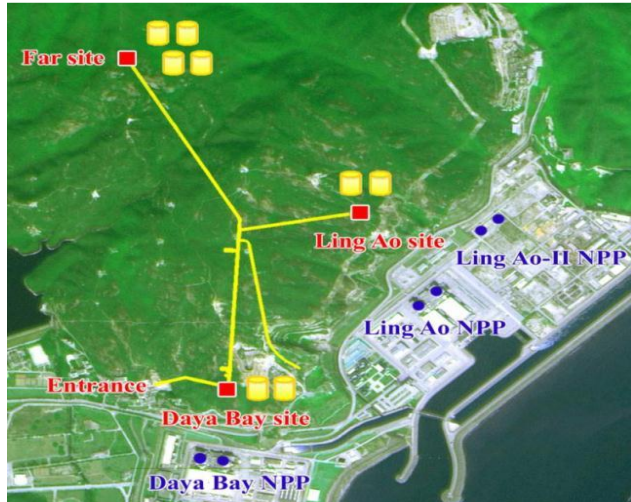 Far site
Ling Ao site
Ling Ao-II NPP
Ling Ao NPP
Entrance
Daya Bay site
Daya Bay NPP